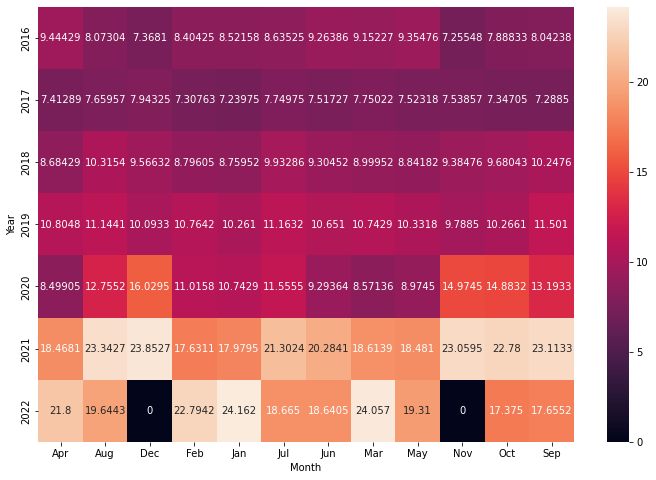 2016 9.44429 8.07304 7.3681 8.40425 8.52158 8.63525 9.26386 9.15227 9.35476 7.25548 7.88833 8.04238
2017 7.41289 7.65957 7.94325 7.30763 7.23975 7.74975 7.51727 7.75022 7.52318 7.53857 7.34705 7.2885
2018 8.68429 10.3154 9.56632 8.79605 8.75952 9.93286 9.30452 8.99952 8.84182 9.38476 9.68043 10.2476
2019 10.8048 11.1441 10.0933 10.7642 10.261 11.1632 10.651 10.7429 10.3318 9.7885 10.2661 11.501
2020 8.49905 12.7552 16.0295 11.0158 10.7429 11.5555 9.29364 8.57136 8.9745 14.9745 14.8832 13.1933
2021 18.4681 23.3427 23.8527 17.6311 17.9795 21.3024 20.2841 18.6139 18.481 23.0595 22.78 23.1133
2022 21.8 19.6443 0 22.7942 24.162 18.665 18.6405 24.057 19.31 0 17.375 17.6552
Apr Aug Dec Feb Jan Jul Jun Mar May Nov Oct Sep
Month
Year
20
15
10
5
0